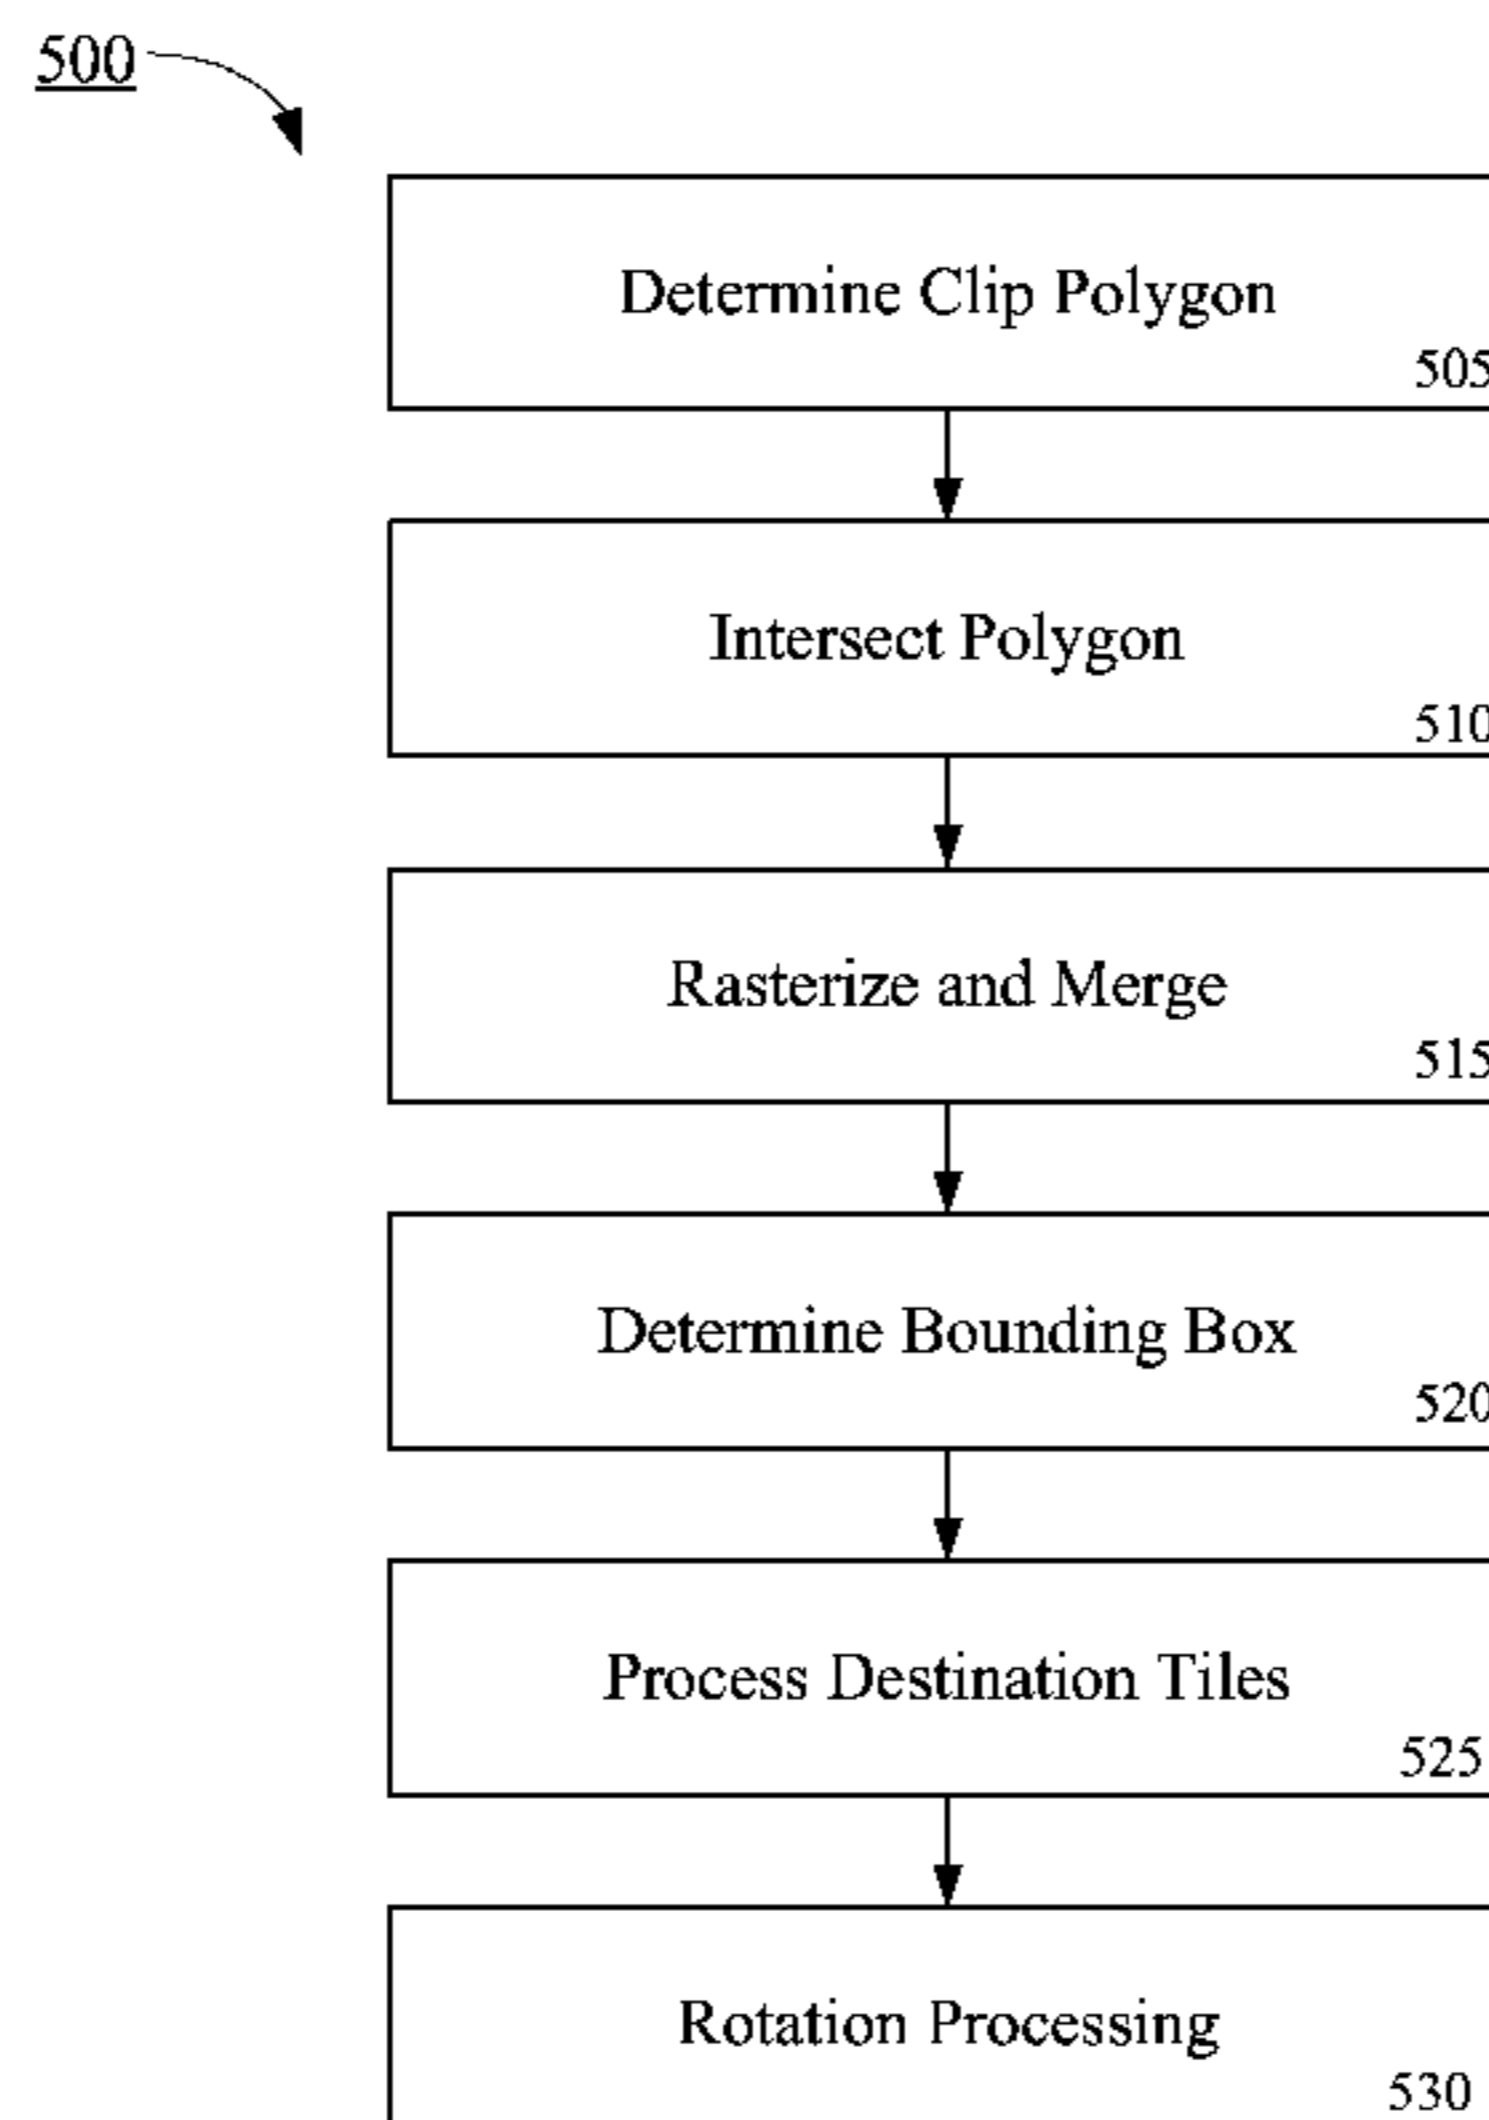 500
Determine Clip Polygon
505
Intersect Polygon
510
Rasterize and Merge
515
Determine Bounding Box
520
Process Destination Tiles
525
Rotation Processing
530